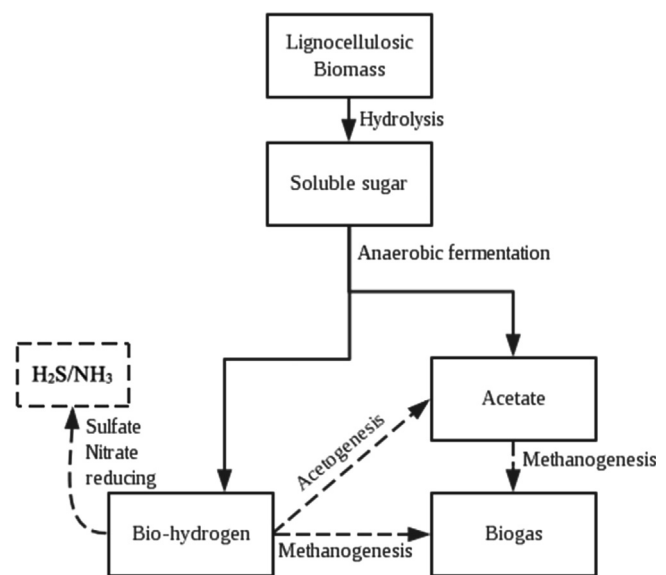 Lignocellulosic
Biomass
Hydrolysis
Soluble sugar
Anaerobic fermentation
H₂S/NH₃
Sulfate
Nitrate
reducing
Acetogenesis
Acetate
Methanogenesis
Bio-hydrogen
Methanogenesis
Biogas